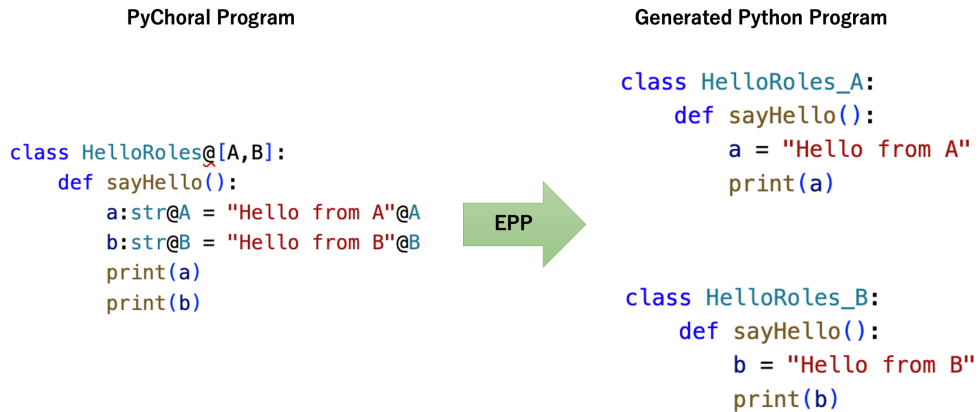 PyChoral Program
class HelloRoles@[A,B]:
    def sayHello():
        a:str@A = "Hello from A"@A
        b:str@B = "Hello from B"@B
        print(a)
        print(b)
EPP
Generated Python Program
class HelloRoles_A:
    def sayHello():
        a = "Hello from A"
        print(a)
class HelloRoles_B:
    def sayHello():
        b = "Hello from B"
        print(b)